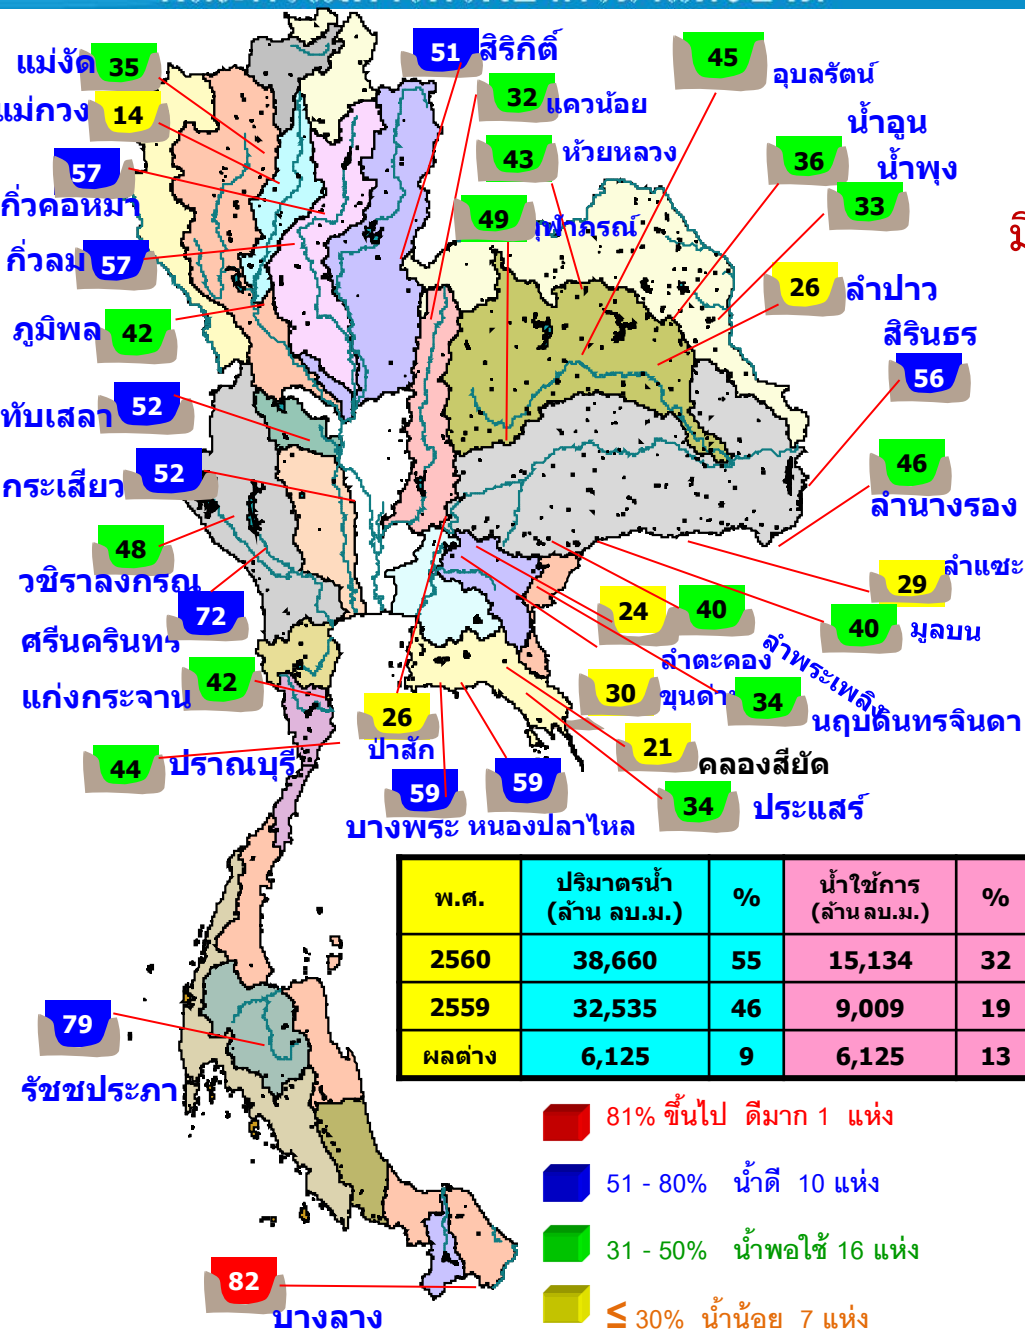 51 สิริกิติ์
แม่งัด 35
45 อุบลรัตน์
แม่กวง 14
32 แควน้อย
น้ำอูน
57
43 ห้วยหลวง
36 น้ำพุง
กิ่วคอหมา
49 จุฬาภรณ์
33
กิ่วลม 57
26 ลำปาว
ภูมิพล 42
สิรินธร
56
ทับเสลา 52
46
กระเสียว 52
ลำนางรอง
48
วชิราลงกรณ
29 ลำแชะ
72
24 40
40 มูลบน
ศรีนครินทร
ลำตะคอง ลำพระเพลิง
แก่งกระจาน 42
30 ขุนด่าน
34 นฤบดินทรจินดา
26
ป่าสัก
21 คลองสียัด
44 ปราณบุรี
59 59
34 ประแสร์
บางพระ หนองปลาไหล
พ.ศ. ปริมาตรน้ำ (ล้าน ลบ.ม.) % น้ำใช้การ (ล้าน ลบ.ม.) %
2560 38,660 55 15,134 32
2559 32,535 46 9,009 19
ผลต่าง 6,125 9 6,125 13
79
รัชชประภา
81% ขึ้นไป ดีมาก 1 แห่ง
51 - 80% น้ำดี 10 แห่ง
31 - 50% น้ำพอใช้ 16 แห่ง
≤ 30% น้ำน้อย 7 แห่ง
82
บางลาง